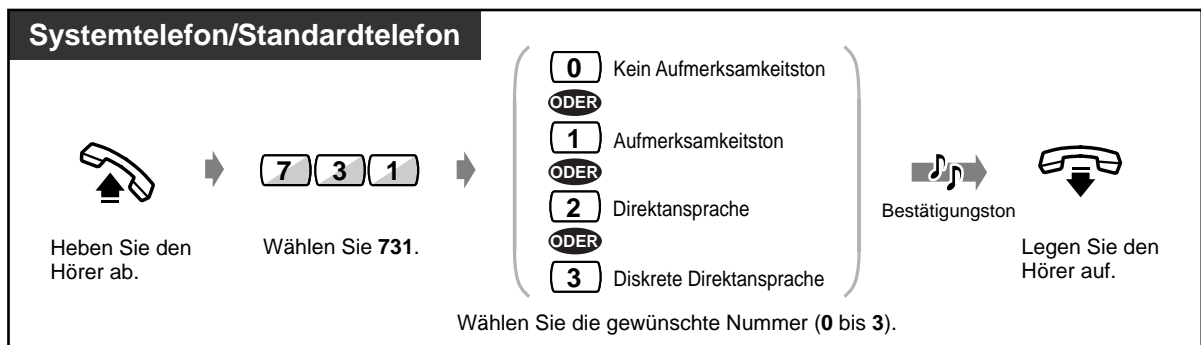 Systemtelefon/Standardtelefon
0 Kein Aufmerksamkeitston
ODER
1 Aufmerksamkeitston
ODER
2 Direktansprache
ODER
3 Diskrete Direktansprache
7 3 1
Bestätigungston
Heben Sie den
Hörer ab.
Wählen Sie 731.
Legen Sie den
Hörer auf.
Wählen Sie die gewünschte Nummer (0 bis 3).